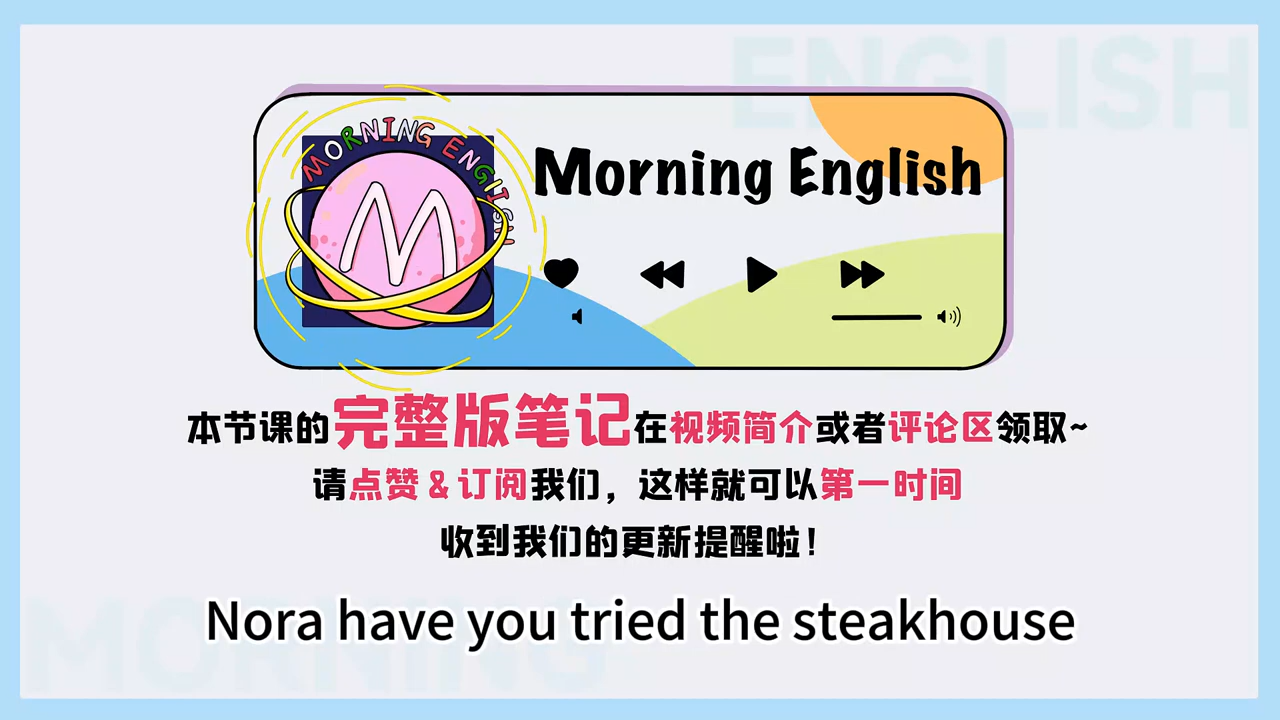 ENGLISH
MORNING ENGLISH
M
Morning English
本节课的完整版笔记在视频简介或者评论区领取~
请点赞&订阅我们，这样就可以第一时间
收到我们的更新提醒啦！
Nora have you tried the steakhouse
MORNING